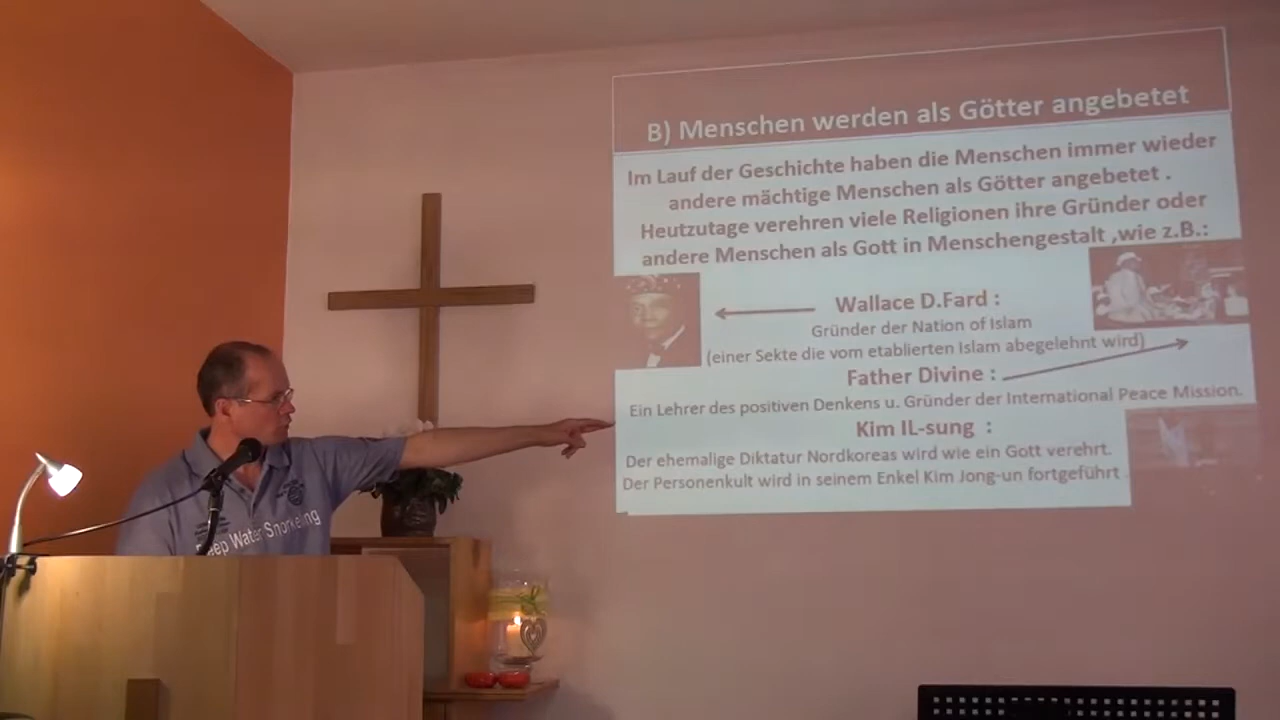 B) Menschen werden als Götter angebetet
Im Lauf der Geschichte haben die Menschen immer wieder
andere mächtige Menschen als Götter angebetet .
Heutzutage verehren viele Religionen ihre Gründer oder
andere Menschen als Gott in Menschengestalt ,wie z.B.:
Wallace D.Fard :
Gründer der Nation of Islam
(einer Sekte die vom etablierten Islam abegelehnt wird)
Father Divine :
Ein Lehrer des positiven Denkens u. Gründer der International Peace Mission.
Kim IL-sung :
Der ehemalige Diktatur Nordkoreas wird wie ein Gott verehrt.
Der Personenkult wird in seinem Enkel Kim Jong-un fortgeführt
Deep Water Snorkeling